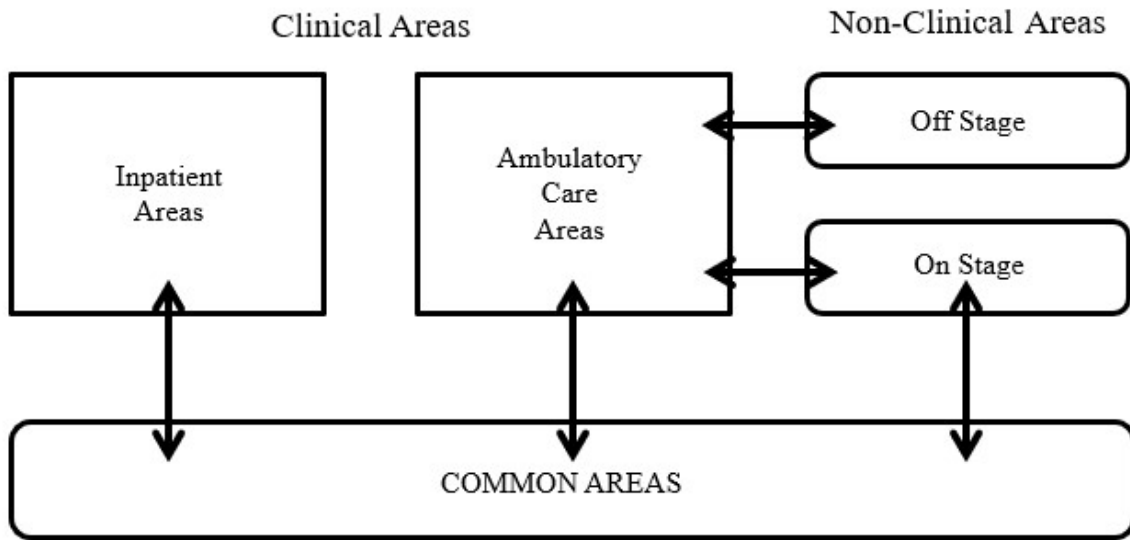 Clinical Areas
Non-Clinical Areas
Inpatient
Areas
Ambulatory
Care
Areas
Off Stage
On Stage
COMMON AREAS